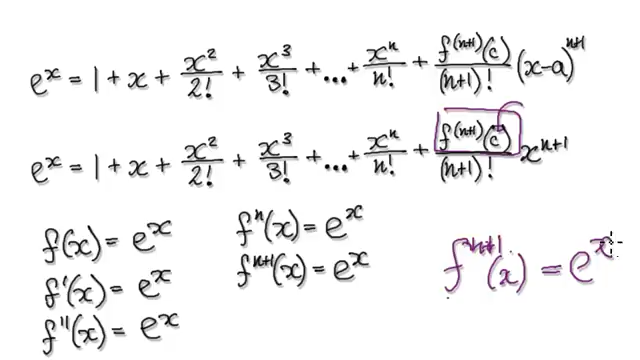 e^x = 1 + x + x^2/2! + x^3/3! + ... + x^n/n! + f^(n+1)(c)/(n+1)! (x-a)^n+1
e^x = 1 + x + x^2/2! + x^3/3! + ... + x^n/n! + f^(n+1)(c)/(n+1)! x^n+1
f(x) = e^x
f'(x) = e^x
f''(x) = e^x
f^n(x) = e^x
f^n+1(x) = e^x
f^n+1(x) = e^x